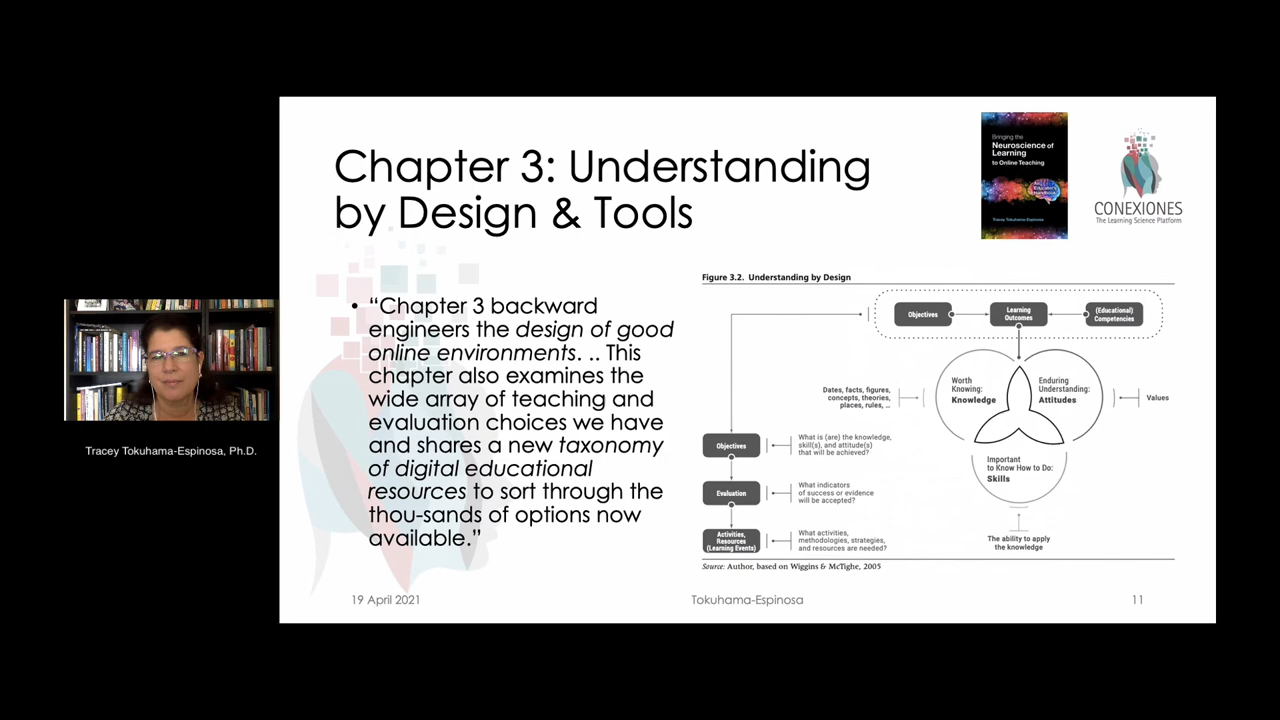 Chapter 3: Understanding
by Design & Tools
Bringing the
Neuroscience of
Learning
to Online Teaching
Tracey Tokuhama-Espinosa
CONEXIONES
The Learning Science Platform
• “Chapter 3 backward
engineers the design of good
online environments. .. This
chapter also examines the
wide array of teaching and
evaluation choices we have
and shares a new taxonomy
of digital educational
resources to sort through the
thou-sands of options now
available.”
Figure 3.2. Understanding by Design
Objectives
Learning
Outcomes
(Educational)
Competencies
Worth
Knowing:
Knowledge
Enduring
Understanding:
Attitudes
Dates, facts, figures,
concepts, theories,
places, rules, ...
Values
Important
to Know How to Do:
Skills
The ability to apply
the knowledge
Objectives
What is (are) the knowledge,
skill(s), and attitude(s)
that will be achieved?
Evaluation
What indicators
of success or evidence
will be accepted?
Activities,
Resources
(Learning Events)
What activities,
methodologies, strategies,
and resources are needed?
Source: Author, based on Wiggins & McTighe, 2005
Tracey Tokuhama-Espinosa, Ph.D.
19 April 2021
Tokuhama-Espinosa
11